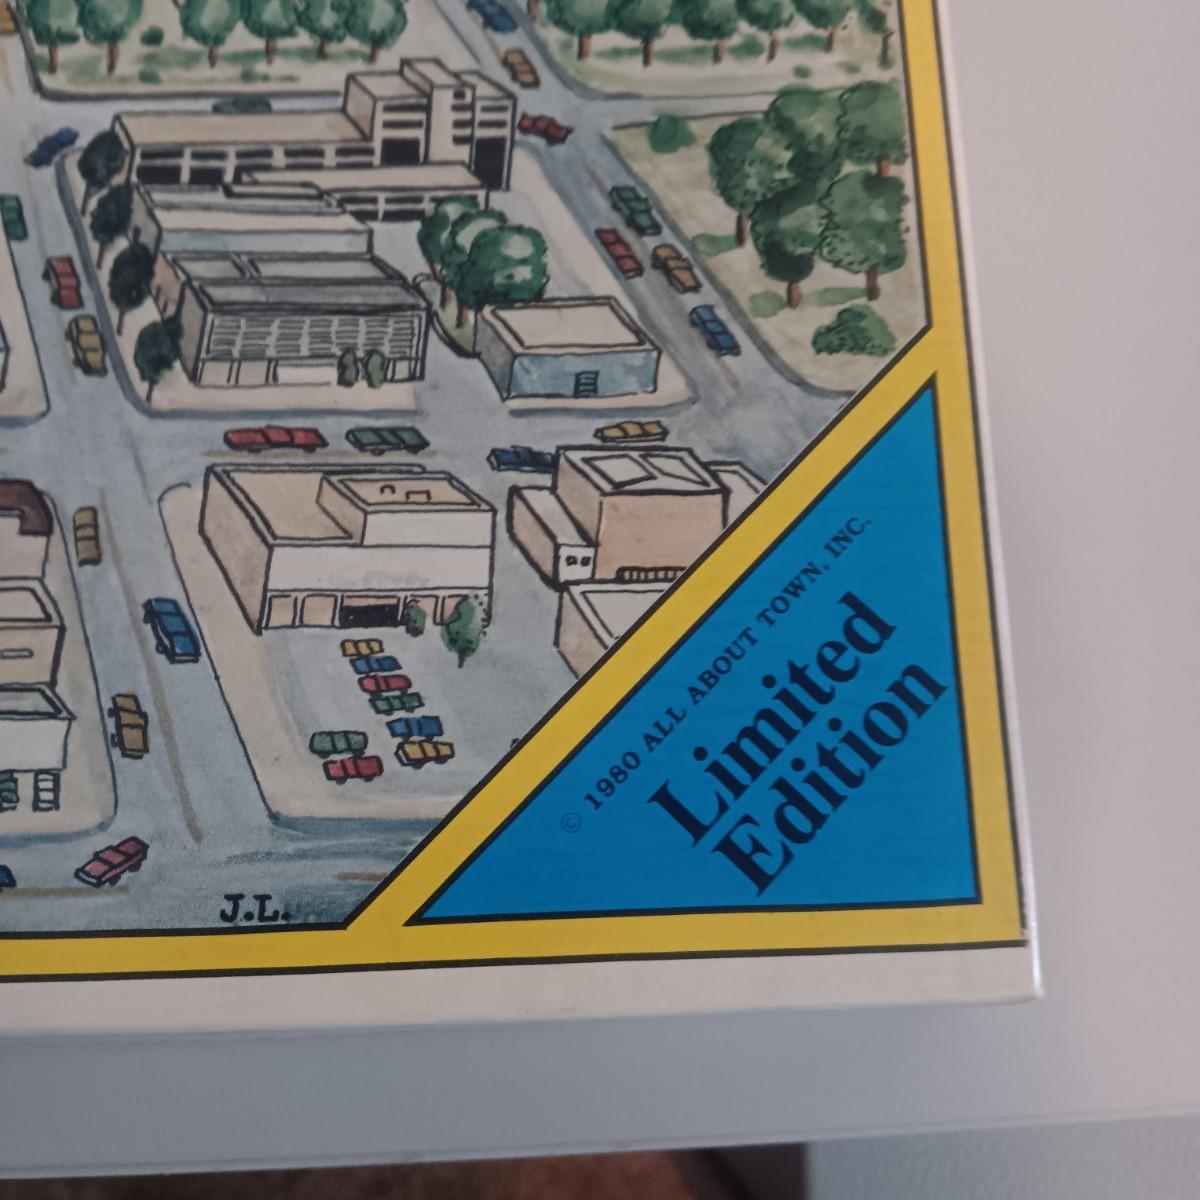 © 1980 ALL ABOUT TOWN, INC.
Limited
Edition
J.L.